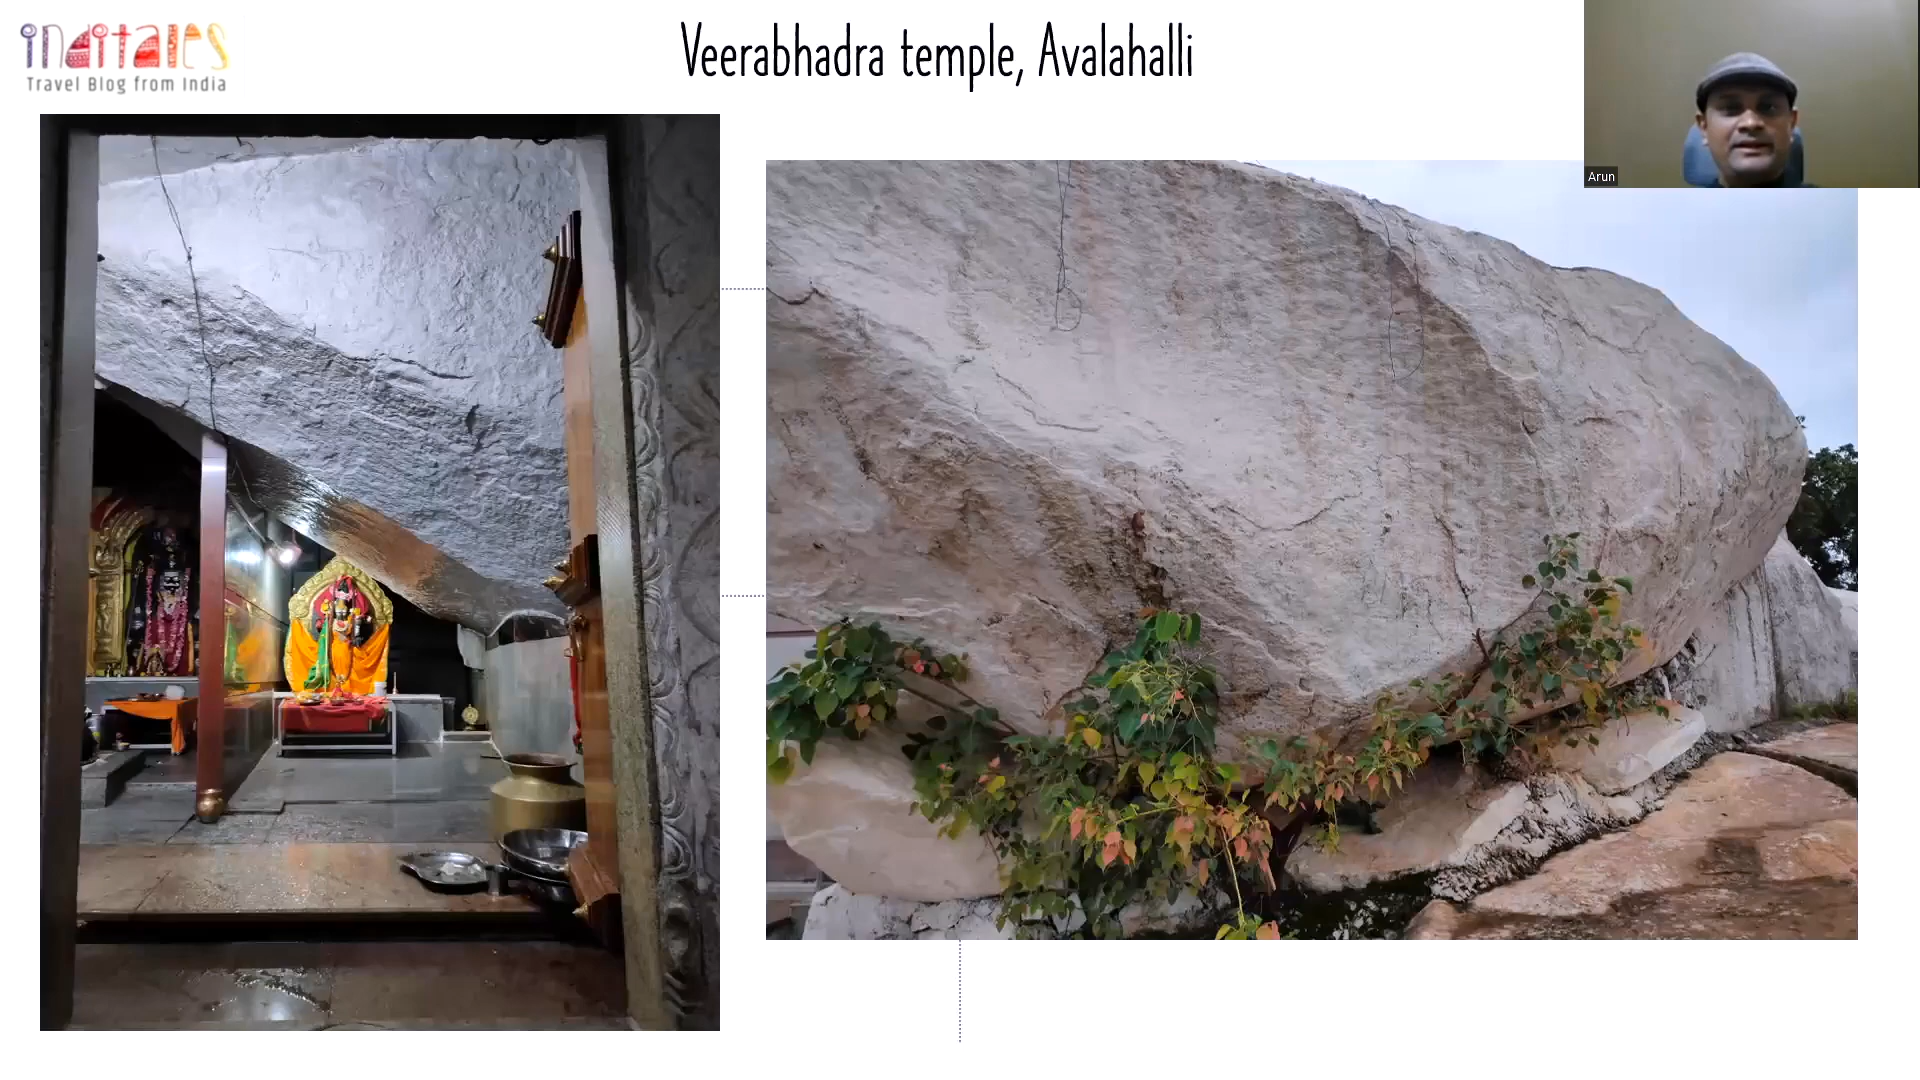 inditales
Travel Blog from India
Veerabhadra temple, Avalahalli
Arun